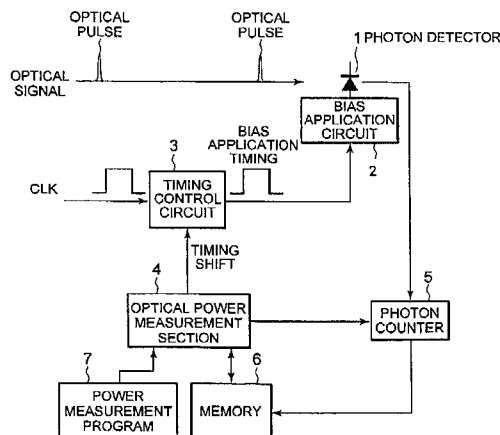 OPTICAL
PULSE
OPTICAL
PULSE
1 PHOTON DETECTOR
OPTICAL
SIGNAL
BIAS
APPLICATION
CIRCUIT
2
BIAS
APPLICATION
TIMING
3
CLK
TIMING
CONTROL
CIRCUIT
TIMING
SHIFT
4
OPTICAL POWER
MEASUREMENT
SECTION
5
PHOTON
COUNTER
7
POWER
MEASUREMENT
PROGRAM
6
MEMORY